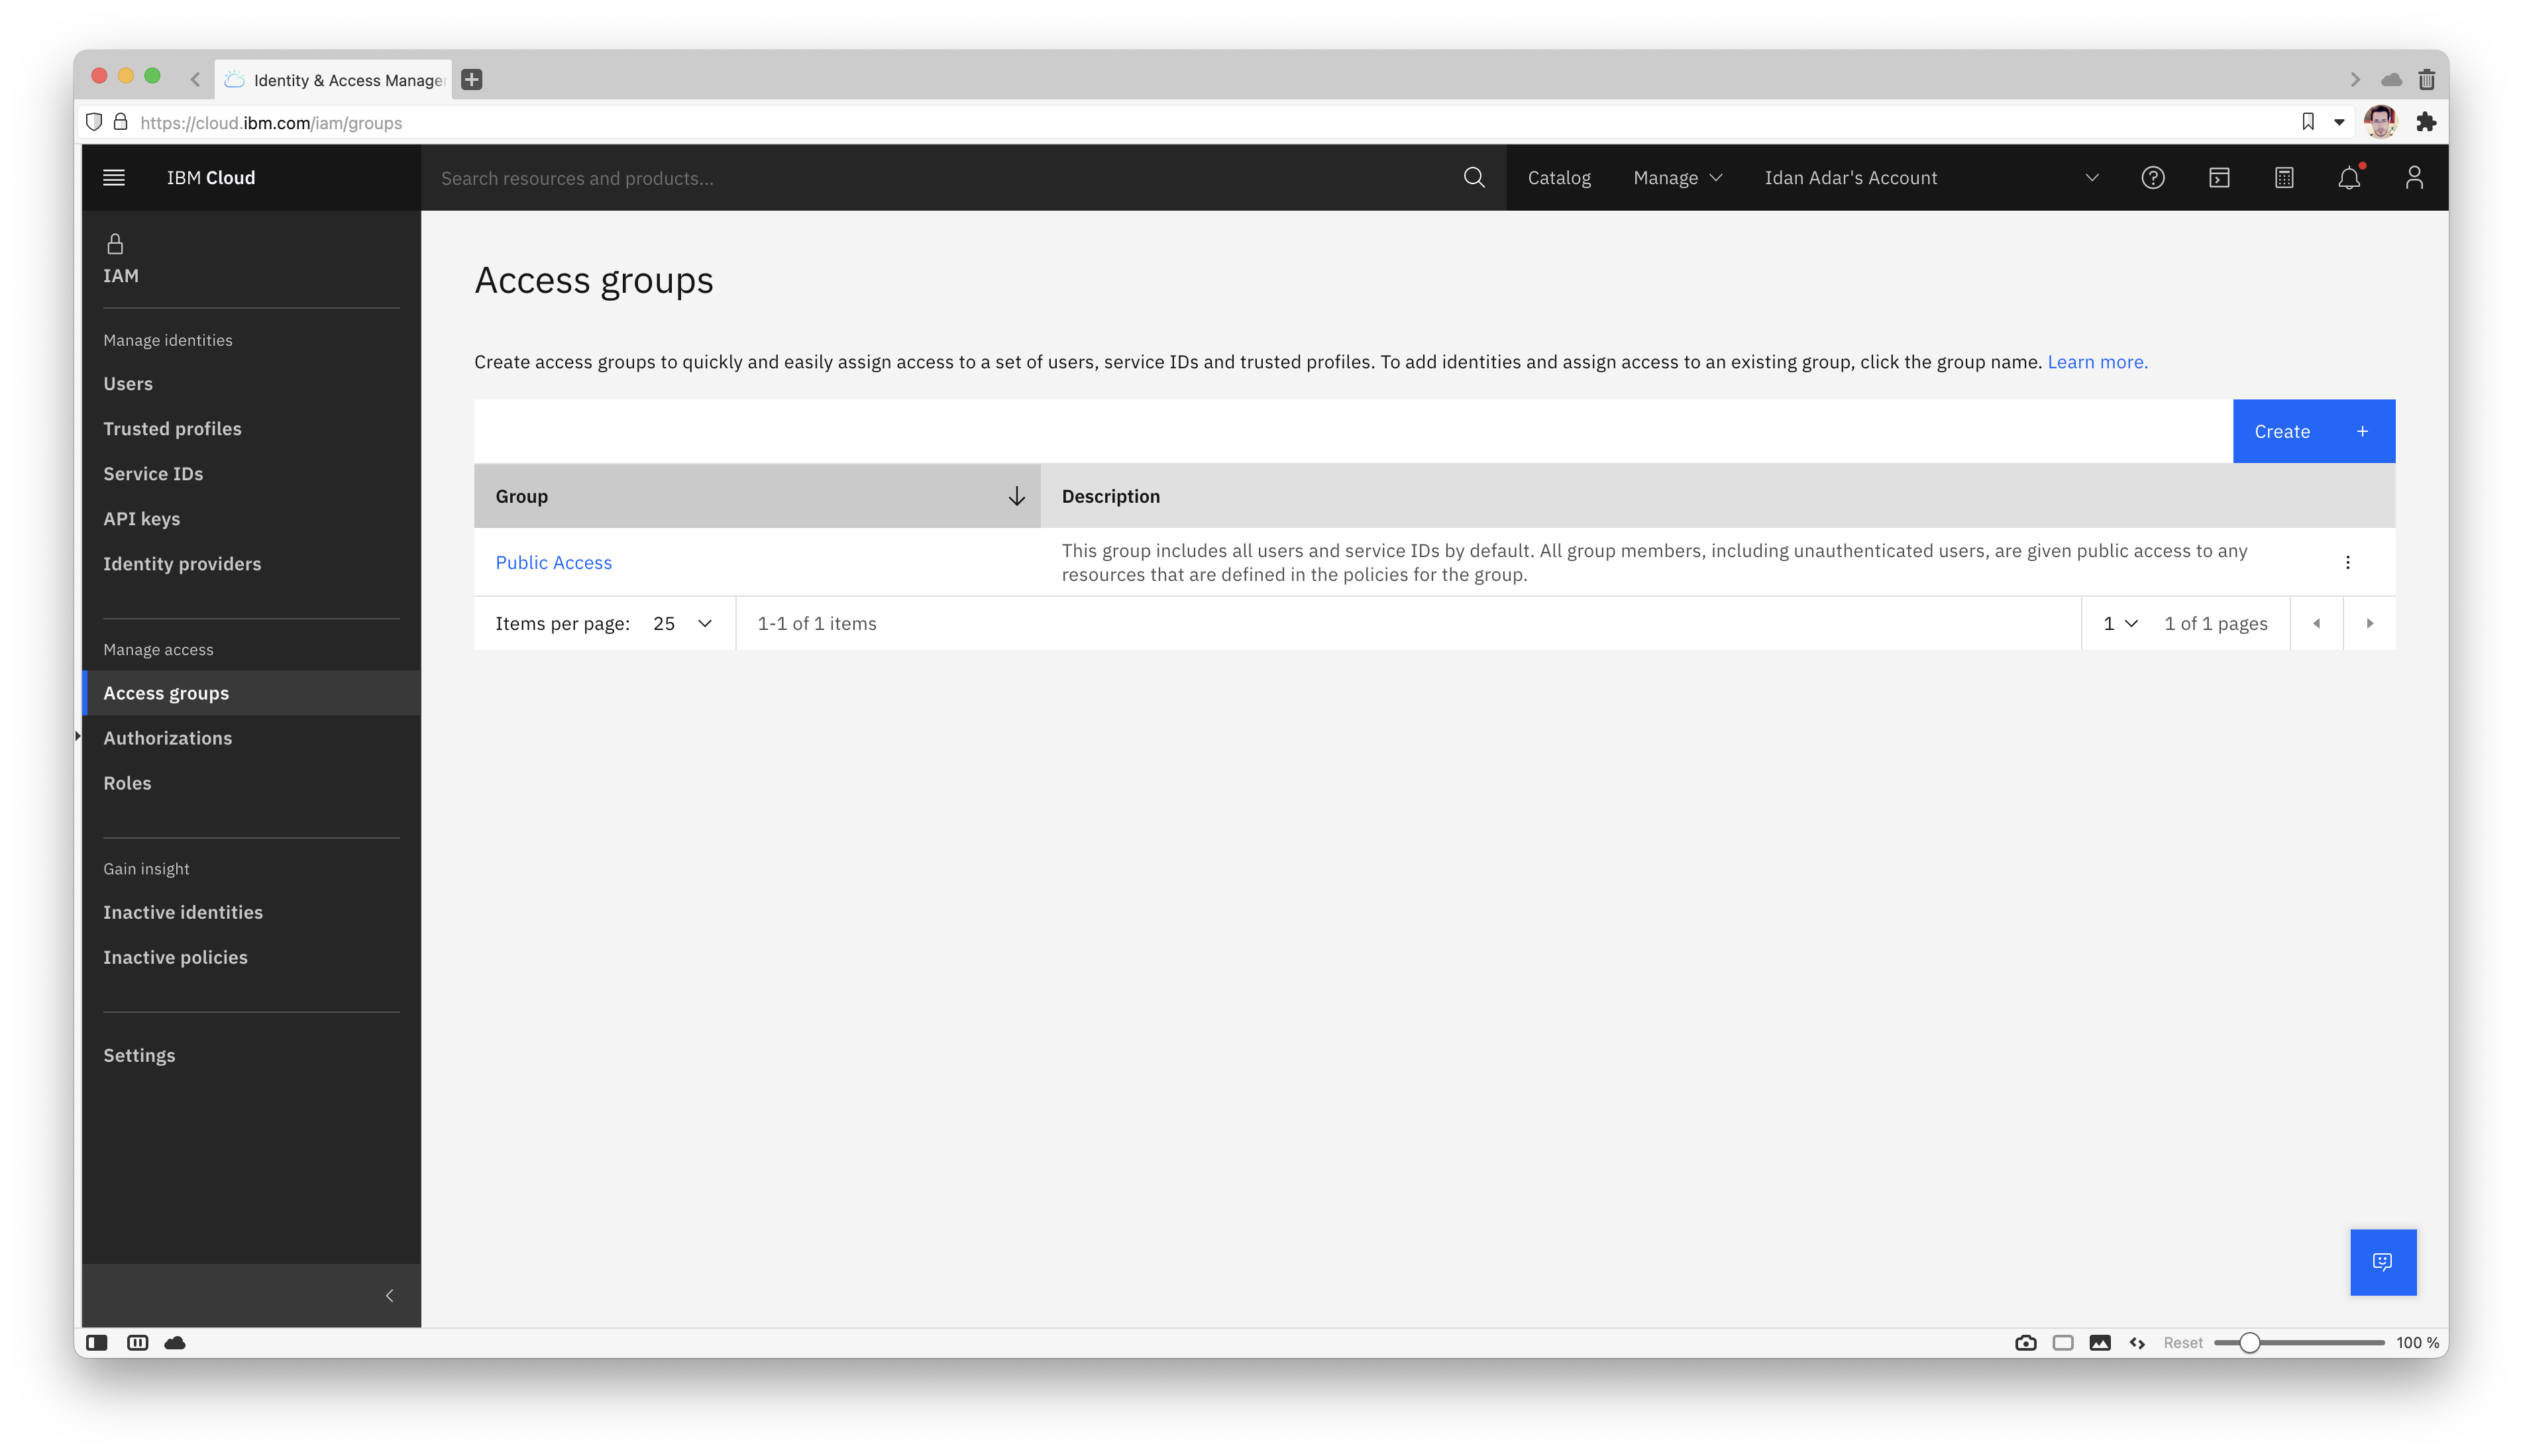 Identity & Access Manage
https://cloud.ibm.com/iam/groups
IBM Cloud
Search resources and products...
Catalog
Manage
Idan Adar's Account
IAM
Manage identities
Users
Trusted profiles
Service IDs
API keys
Identity providers
Manage access
Access groups
Authorizations
Roles
Gain insight
Inactive identities
Inactive policies
Settings
Access groups
Create access groups to quickly and easily assign access to a set of users, service IDs and trusted profiles. To add identities and assign access to an existing group, click the group name. Learn more.
Create +
Group
Description
Public Access
This group includes all users and service IDs by default. All group members, including unauthenticated users, are given public access to any
resources that are defined in the policies for the group.
Items per page: 25
1-1 of 1 items
1
1 of 1 pages
Reset
100 %